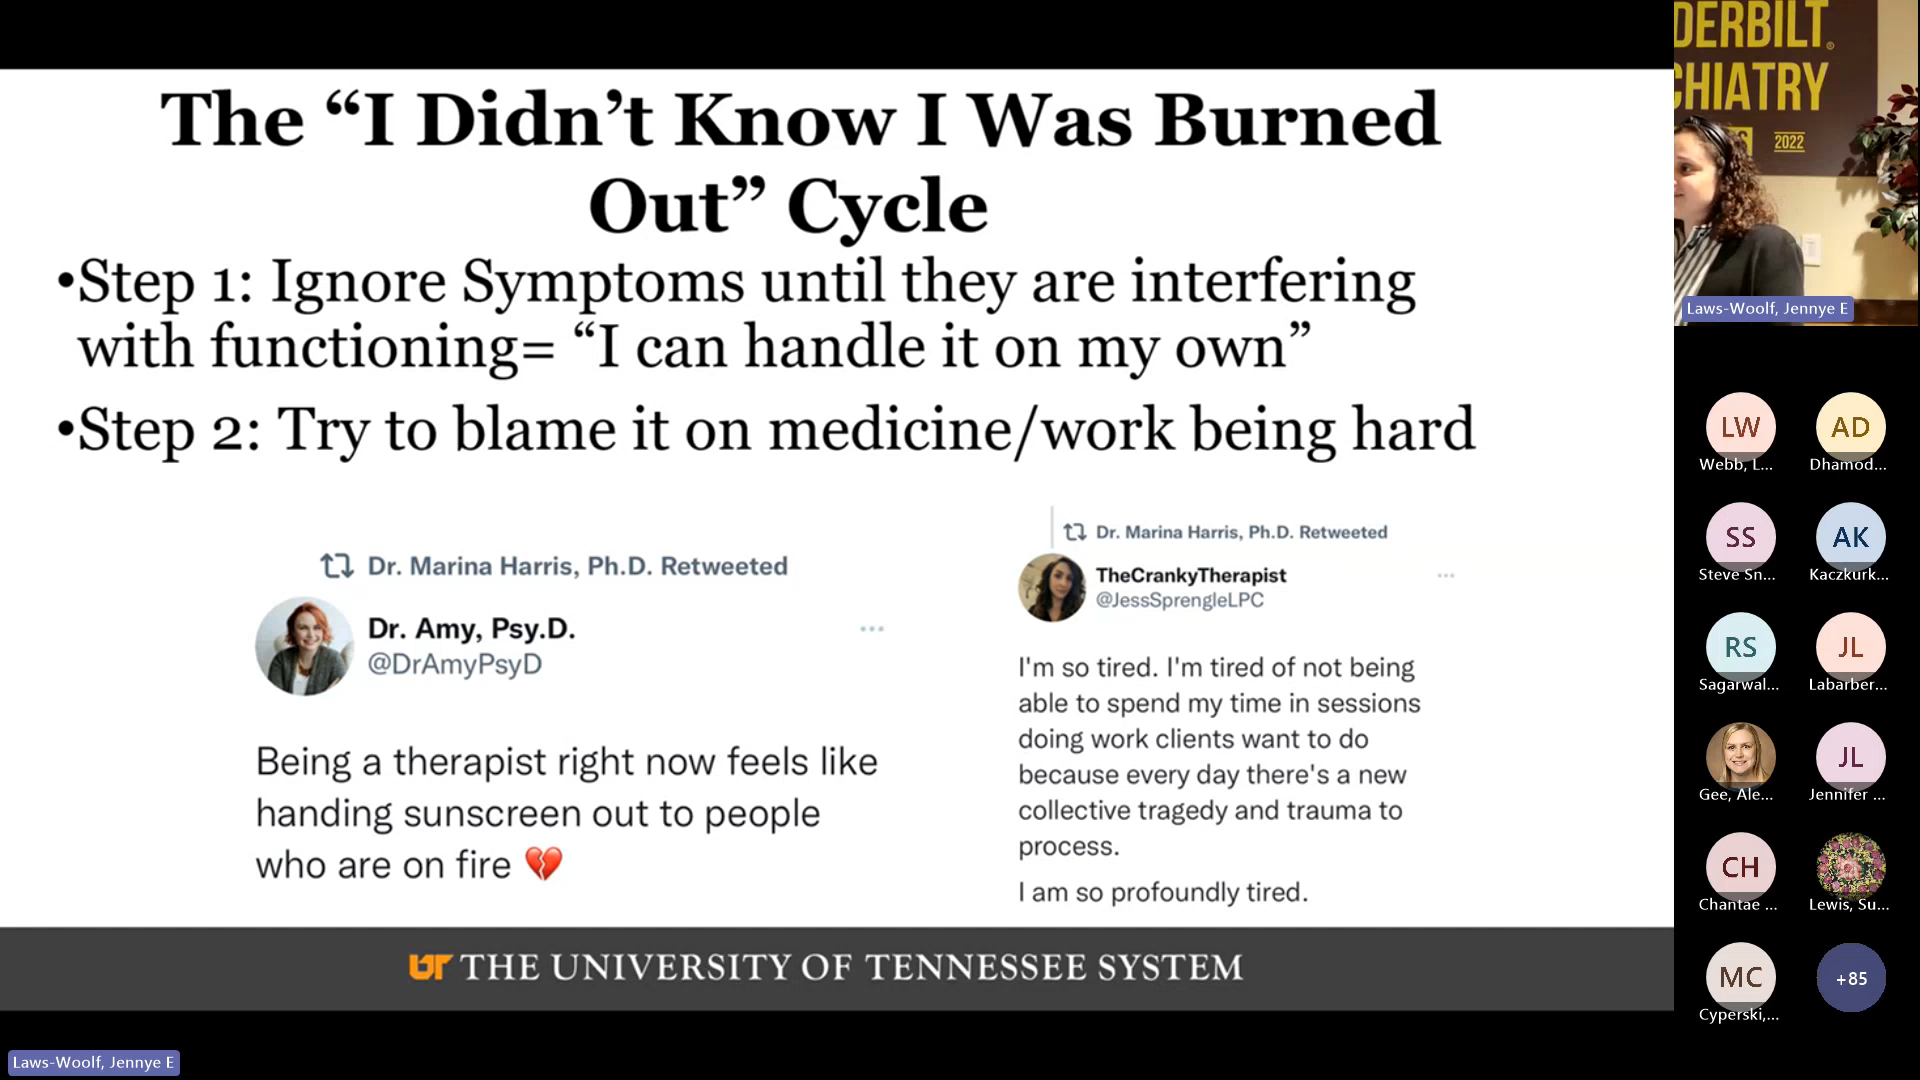 The “I Didn’t Know I Was Burned
Out” Cycle
•Step 1: Ignore Symptoms until they are interfering
with functioning= “I can handle it on my own”
•Step 2: Try to blame it on medicine/work being hard
Dr. Marina Harris, Ph.D. Retweeted
Dr. Amy, Psy.D.
@DrAmyPsyD
Being a therapist right now feels like
handing sunscreen out to people
who are on fire 💔
Dr. Marina Harris, Ph.D. Retweeted
TheCrankyTherapist
@JessSprengleLPC
I'm so tired. I'm tired of not being
able to spend my time in sessions
doing work clients want to do
because every day there's a new
collective tragedy and trauma to
process.
I am so profoundly tired.
UT THE UNIVERSITY OF TENNESSEE SYSTEM
DERBILT®
CHIATRY
2022
Laws-Woolf, Jennye E
LW
Webb, L...
AD
Dhamod...
SS
Steve Sn...
AK
Kaczkurk...
RS
Sagarwal...
JL
Labarber...
Gee, Ale...
JL
Jennifer ...
CH
Chantae ...
Lewis, Su...
MC
Cyperski,...
+85
Laws-Woolf, Jennye E